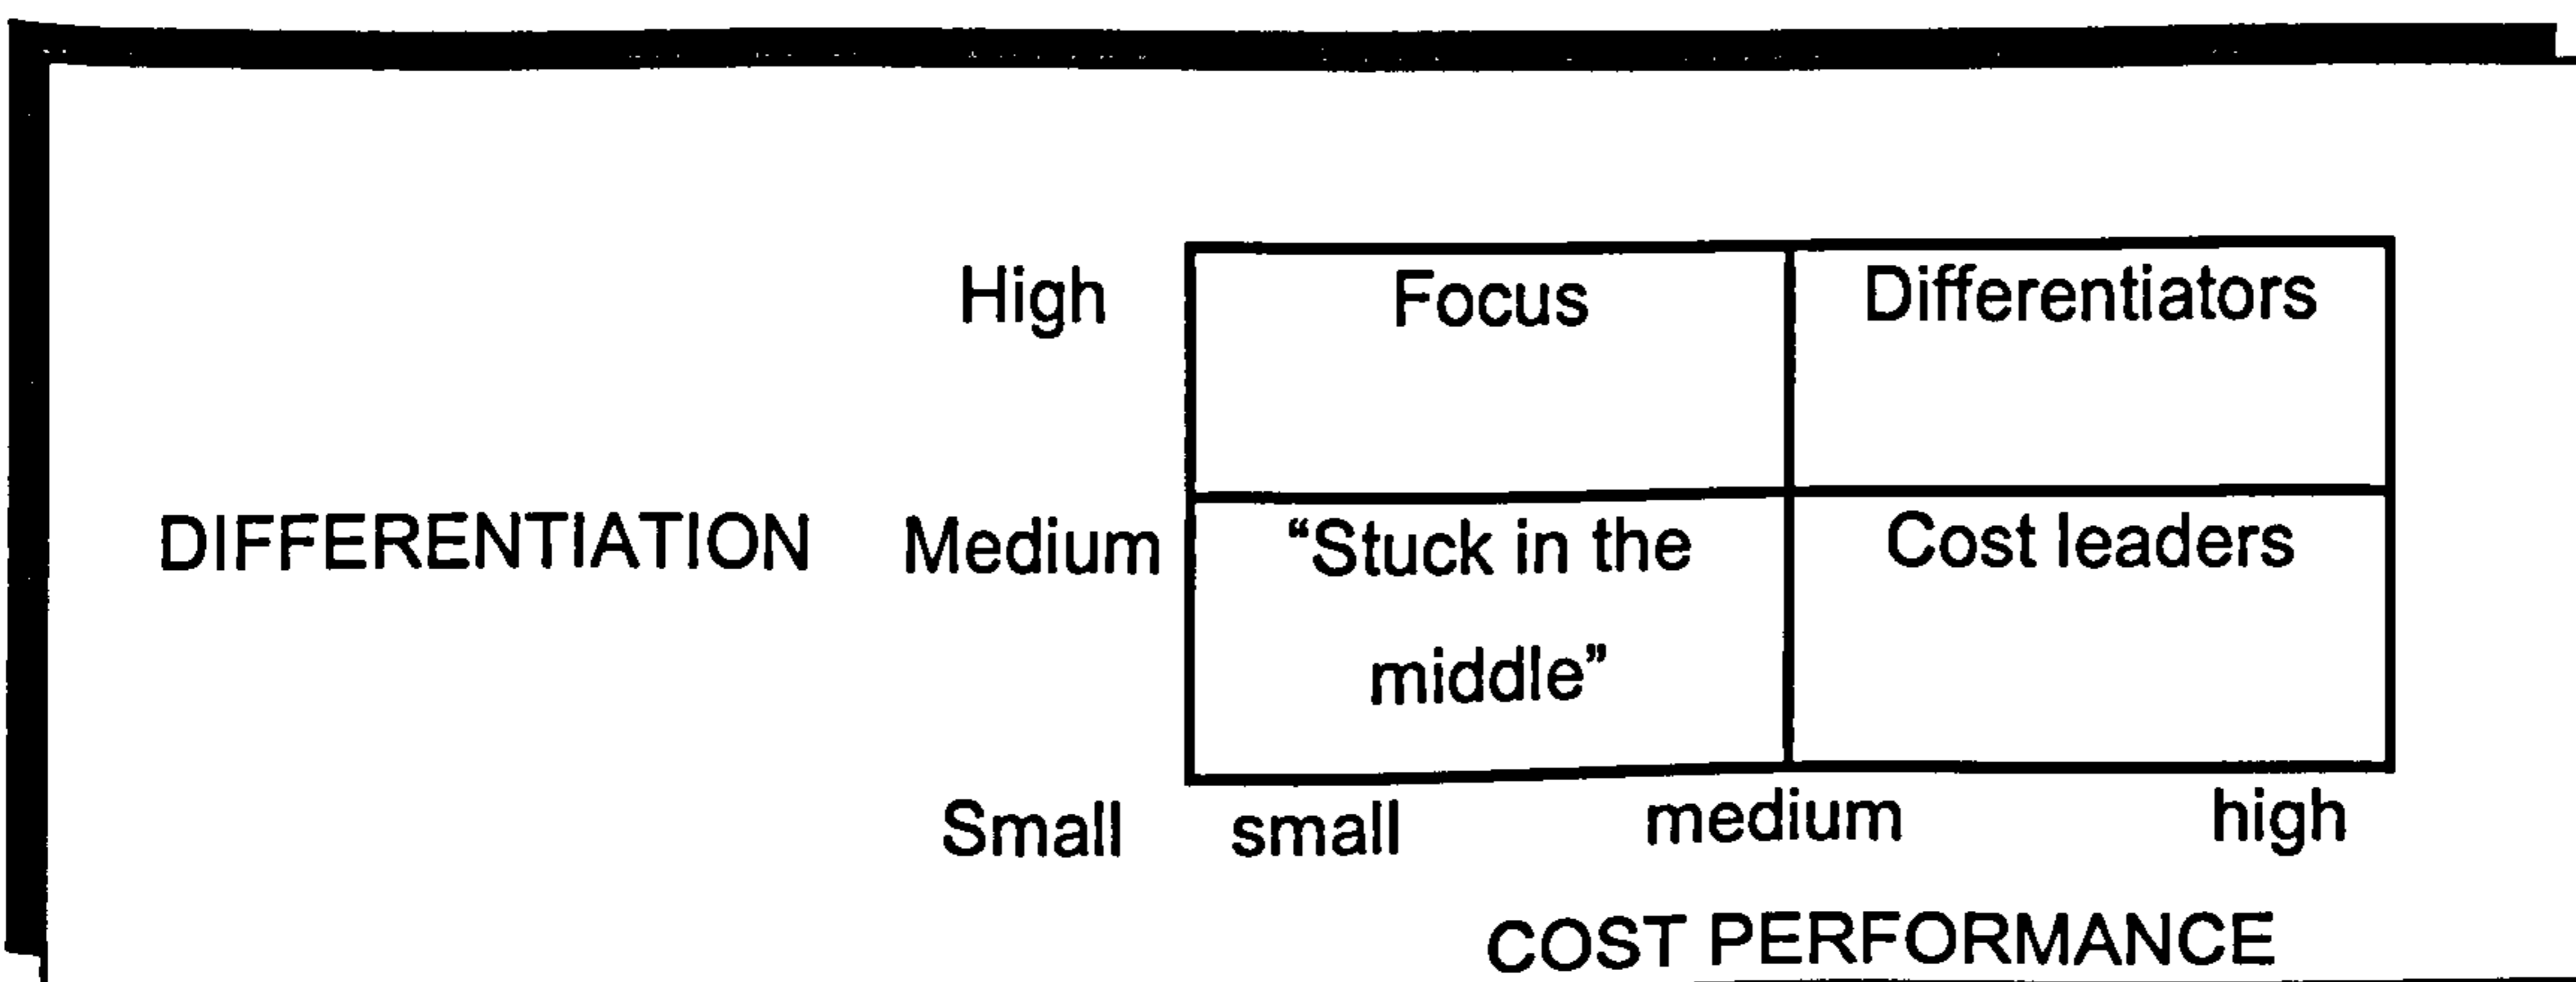 High Focus Differentiators
DIFFERENTIATION Medium “Stuck in the Cost leaders
middle”
Small small medium high
COST PERFORMANCE